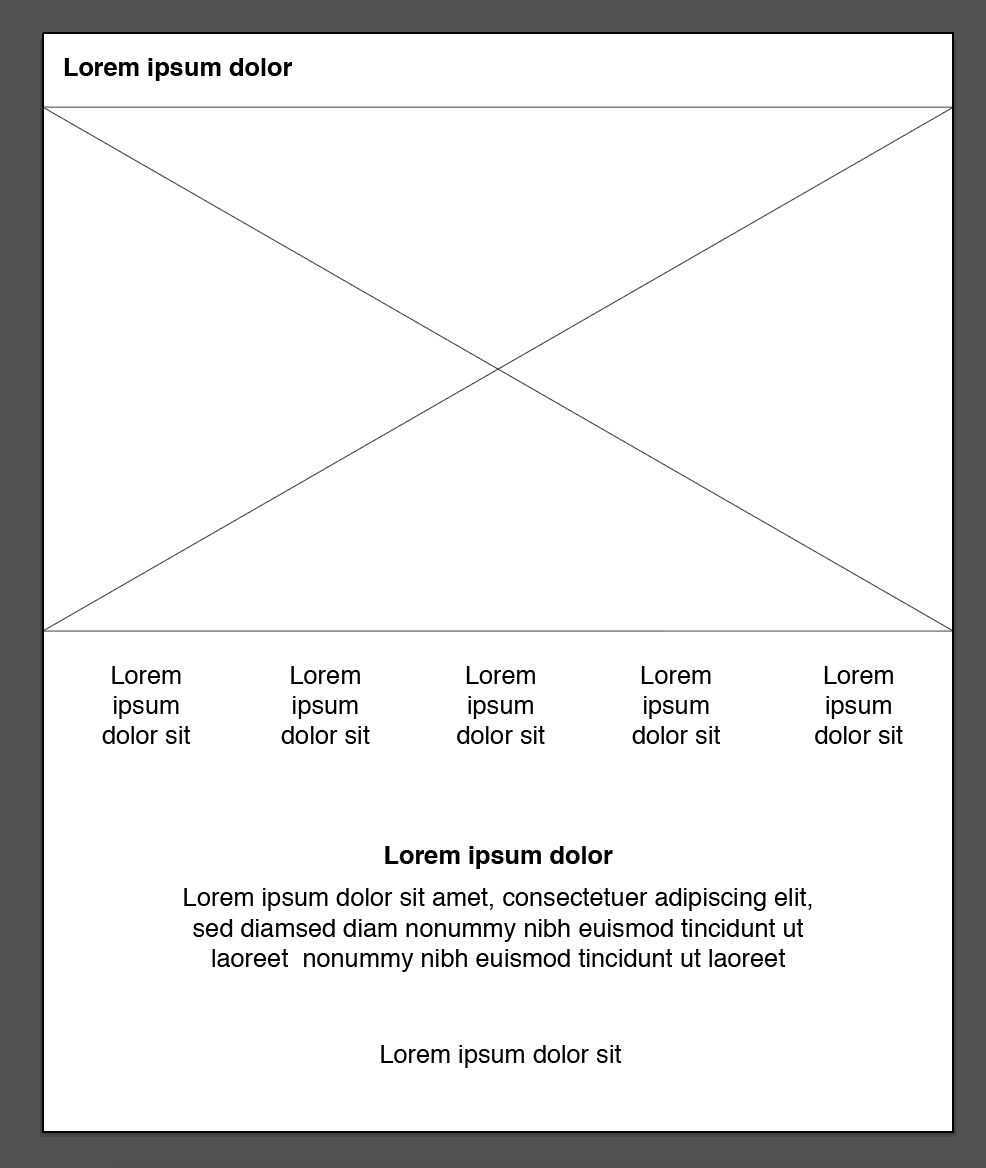 Lorem ipsum dolor
Lorem Lorem Lorem Lorem Lorem
ipsum ipsum ipsum ipsum ipsum
dolor sit dolor sit dolor sit dolor sit dolor sit
Lorem ipsum dolor
Lorem ipsum dolor sit amet, consectetuer adipiscing elit,
sed diamsed diam nonummy nibh euismod tincidunt ut
laoreet  nonummy nibh euismod tincidunt ut laoreet
Lorem ipsum dolor sit